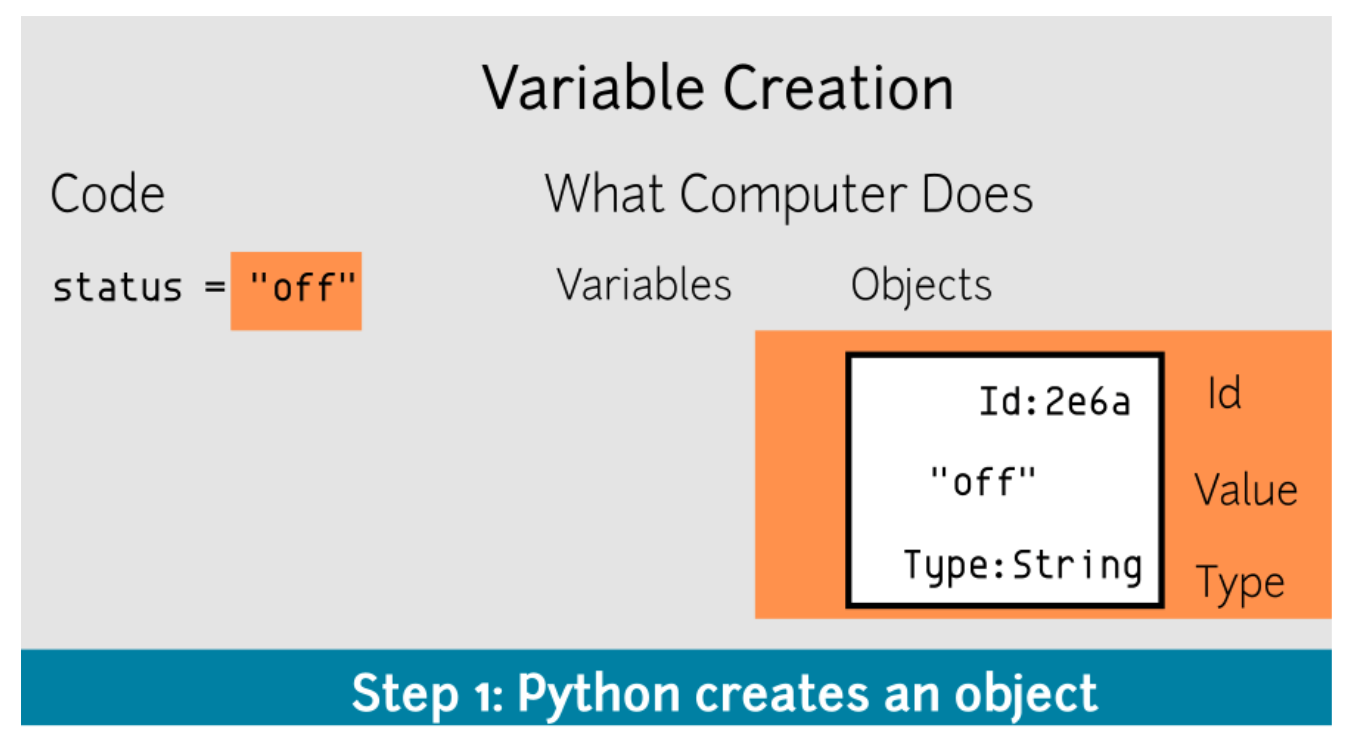 Variable Creation
Code What Computer Does
status = "off" Variables Objects
Id:2e6a Id
"off" Value
Type:String Type
Step 1: Python creates an object